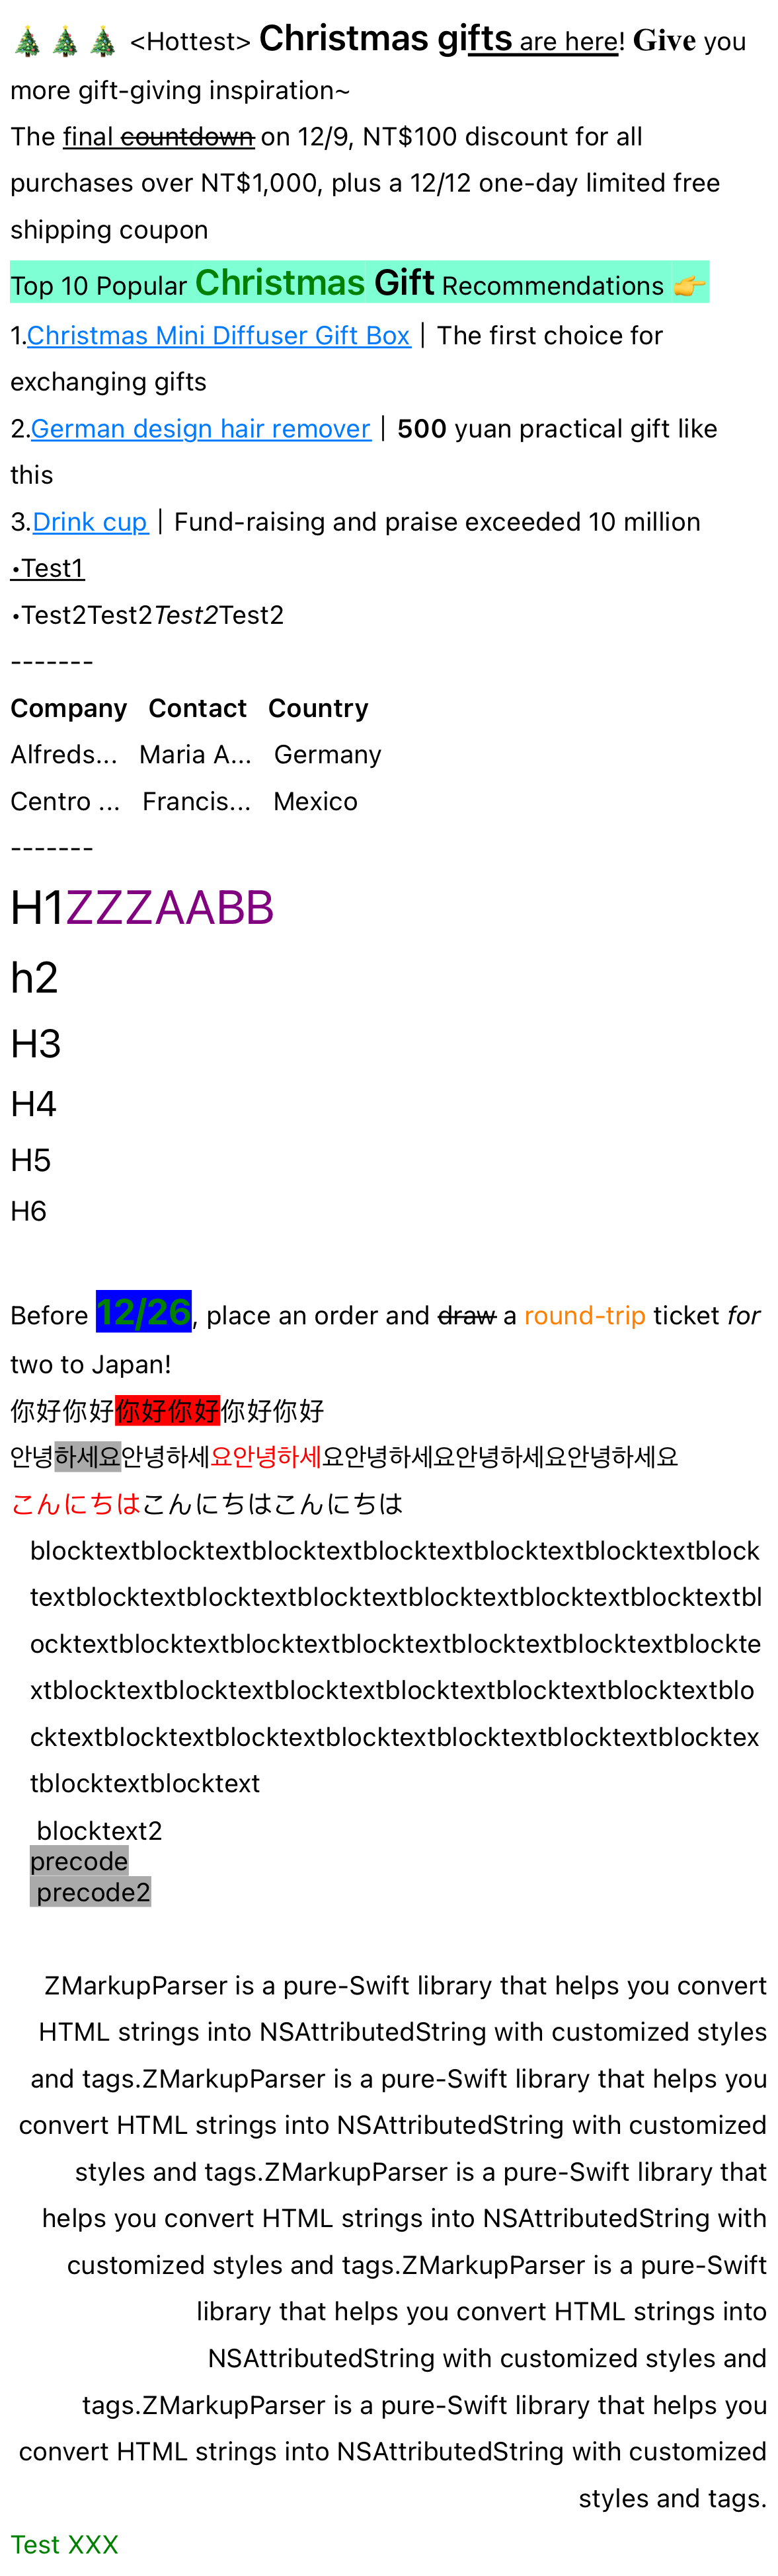 🎄🎄🎄 <Hottest> Christmas gifts are here! Give you
more gift-giving inspiration~
The final countdown on 12/9, NT$100 discount for all
purchases over NT$1,000, plus a 12/12 one-day limited free
shipping coupon
Top 10 Popular Christmas Gift Recommendations 👉
1.Christmas Mini Diffuser Gift Box｜The first choice for
exchanging gifts
2.German design hair remover｜500 yuan practical gift like
this
3.Drink cup｜Fund-raising and praise exceeded 10 million
•Test1
•Test2Test2Test2Test2
-------
Company Contact Country
Alfreds... Maria A... Germany
Centro ... Francis... Mexico
-------
H1ZZZAABB
h2
H3
H4
H5
H6
Before 12/26, place an order and draw a round-trip ticket for
two to Japan!
你好你好你好你好你好你好
안녕하세요안녕하세요안녕하세요안녕하세요안녕하세요안녕하세요
こんにちはこんにちはこんにちは
blocktextblocktextblocktextblocktextblocktextblocktextblock
textblocktextblocktextblocktextblocktextblocktextblocktextbl
ocktextblocktextblocktextblocktextblocktextblocktextblockte
xtblocktextblocktextblocktextblocktextblocktextblocktextblo
cktextblocktextblocktextblocktextblocktextblocktextblocktex
tblocktextblocktext
blocktext2
precode
precode2
ZMarkupParser is a pure-Swift library that helps you convert
HTML strings into NSAttributedString with customized styles
and tags.ZMarkupParser is a pure-Swift library that helps you
convert HTML strings into NSAttributedString with customized
styles and tags.ZMarkupParser is a pure-Swift library that
helps you convert HTML strings into NSAttributedString with
customized styles and tags.ZMarkupParser is a pure-Swift
library that helps you convert HTML strings into
NSAttributedString with customized styles and
tags.ZMarkupParser is a pure-Swift library that helps you
convert HTML strings into NSAttributedString with customized
styles and tags.
Test XXX